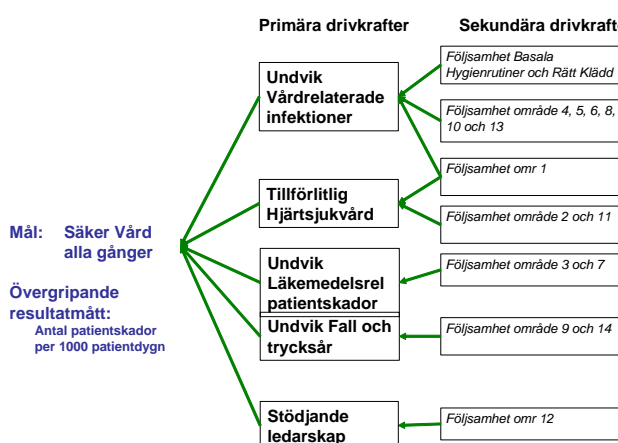 Primära drivkrafter
Sekundära drivkrafte
Undvik
Vårdrelaterade
infektioner
Följsamhet Basala
Hygienrutiner och Rätt Klädd
Följsamhet område 4, 5, 6, 8,
10 och 13
Följsamhet omr 1
Tillförlitlig
Hjärtsjukvård
Följsamhet område 2 och 11
Mål: Säker Vård
alla gånger
Övergripande
resultatmått:
Antal patientskador
per 1000 patientdygn
Undvik
Läkemedelsrel
patientskador
Följsamhet område 3 och 7
Undvik Fall och
trycksår
Följsamhet område 9 och 14
Stödjande
ledarskap
Följsamhet omr 12